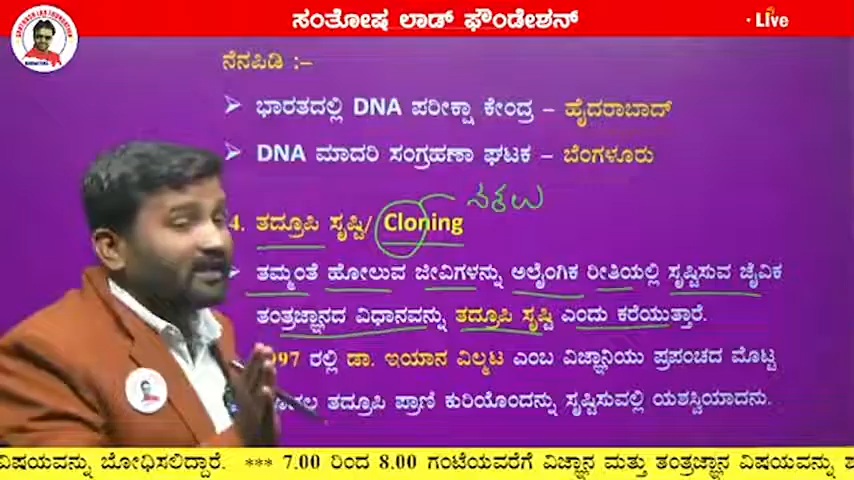 ಸಂತೋಷ ಲಾಡ್ ಫೌಂಡೇಶನ್
Live
ನೆನಪಿಡಿ :–
ಭಾರತದಲ್ಲಿ DNA ಪರೀಕ್ಷಾ ಕೇಂದ್ರ – ಹೈದರಾಬಾದ್
DNA ಮಾದರಿ ಸಂಗ್ರಹಣಾ ಘಟಕ – ಬೆಂಗಳೂರು
ನಕಲು
4. ತದ್ರೂಪಿ ಸೃಷ್ಟಿ/ Cloning
ತಮ್ಮಂತೆ ಹೋಲುವ ಜೀವಿಗಳನ್ನು ಅಲೈಂಗಿಕ ರೀತಿಯಲ್ಲಿ ಸೃಷ್ಟಿಸುವ ಜೈವಿಕ
ತಂತ್ರಜ್ಞಾನದ ವಿಧಾನವನ್ನು ತದ್ರೂಪಿ ಸೃಷ್ಟಿ ಎಂದು ಕರೆಯುತ್ತಾರೆ.
1997 ರಲ್ಲಿ ಡಾ. ಇಯಾನ ವಿಲ್ಮಟ ಎಂಬ ವಿಜ್ಞಾನಿಯು ಪ್ರಪಂಚದ ಮೊಟ್ಟ
ತದ್ರೂಪಿ ಪ್ರಾಣಿ ಕುರಿಯೊಂದನ್ನು ಸೃಷ್ಟಿಸುವಲ್ಲಿ ಯಶಸ್ವಿಯಾದನು.
ವಿಷಯವನ್ನು ಬೋಧಿಸಲಿದ್ದಾರೆ. *** 7.00 ರಿಂದ 8.00 ಗಂಟೆಯವರೆಗೆ ವಿಜ್ಞಾನ ಮತ್ತು ತಂತ್ರಜ್ಞಾನ ವಿಷಯವನ್ನು